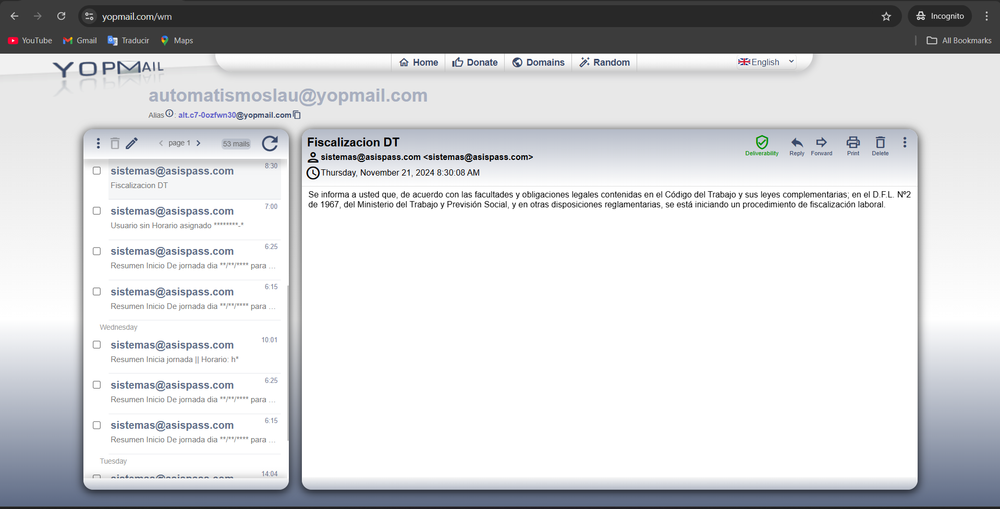 yopmail.com/wm
Incognito
YouTube
Gmail
Traducir
Maps
All Bookmarks
YOPMAIL
Home
Donate
Domains
Random
English
automatismoslau@yopmail.com
Alias : alt.c7-0ozfwn30@yopmail.com
page 1
53 mails
sistemas@asispass.com
8:30
Fiscalizacion DT
sistemas@asispass.com
7:00
Usuario sin Horario asignado ********-*
sistemas@asispass.com
6:25
Resumen Inicio De jornada dia **/**/**** para ...
sistemas@asispass.com
6:15
Resumen Inicio De jornada dia **/**/**** para ...
Wednesday
sistemas@asispass.com
10:01
Resumen Inicia jornada || Horario: h*
sistemas@asispass.com
6:25
Resumen Inicio De jornada dia **/**/**** para ...
sistemas@asispass.com
6:15
Resumen Inicio De jornada dia **/**/**** para ...
Tuesday
sistemas@asispass.com
14:04
Fiscalizacion DT
Deliverability
Reply
Forward
Print
Delete
sistemas@asispass.com <sistemas@asispass.com>
Thursday, November 21, 2024 8:30:08 AM
Se informa a usted que, de acuerdo con las facultades y obligaciones legales contenidas en el Código del Trabajo y sus leyes complementarias; en el D.F.L. Nº2
de 1967, del Ministerio del Trabajo y Previsión Social, y en otras disposiciones reglamentarias, se está iniciando un procedimiento de fiscalización laboral.